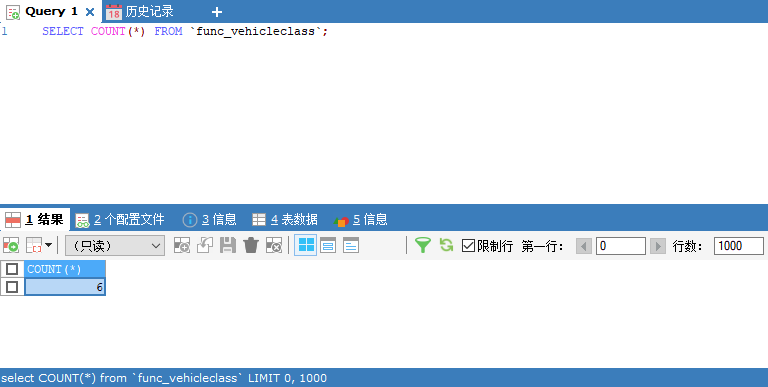 Query 1 历史记录
1 SELECT COUNT(*) FROM `func_vehicleclass`;
1 结果 2 个配置文件 3 信息 4 表数据 5 信息
（只读） 限制行 第一行： 0 行数： 1000
COUNT(*)
6
select COUNT(*) from `func_vehicleclass` LIMIT 0, 1000